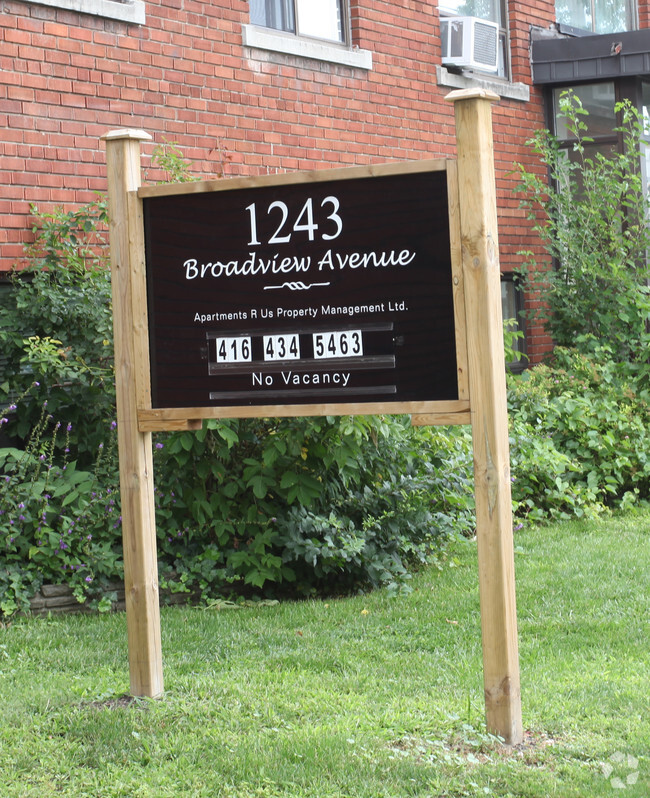 1243
Broadview Avenue
Apartments R Us Property Management Ltd.
416 434 5463
No Vacancy